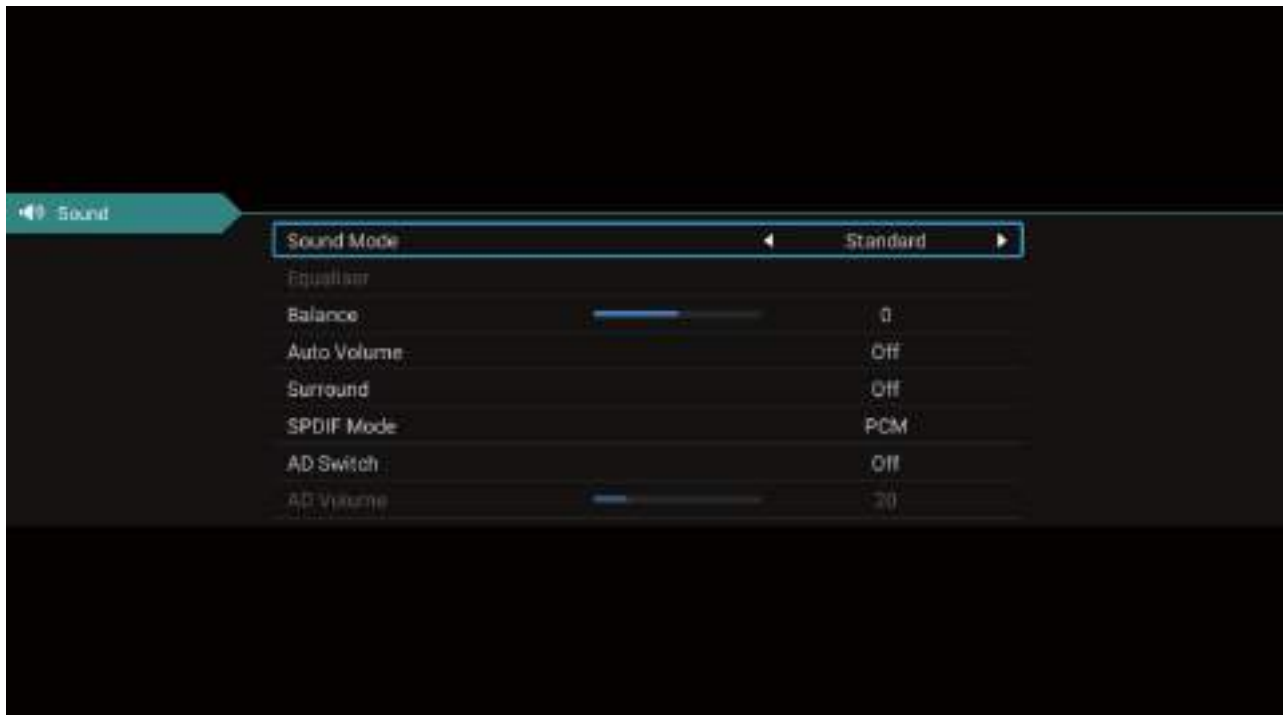 Sound
Sound Mode Standard
Equaliser
Balance 0
Auto Volume Off
Surround Off
SPDIF Mode PCM
AD Switch Off
AD Volume 20